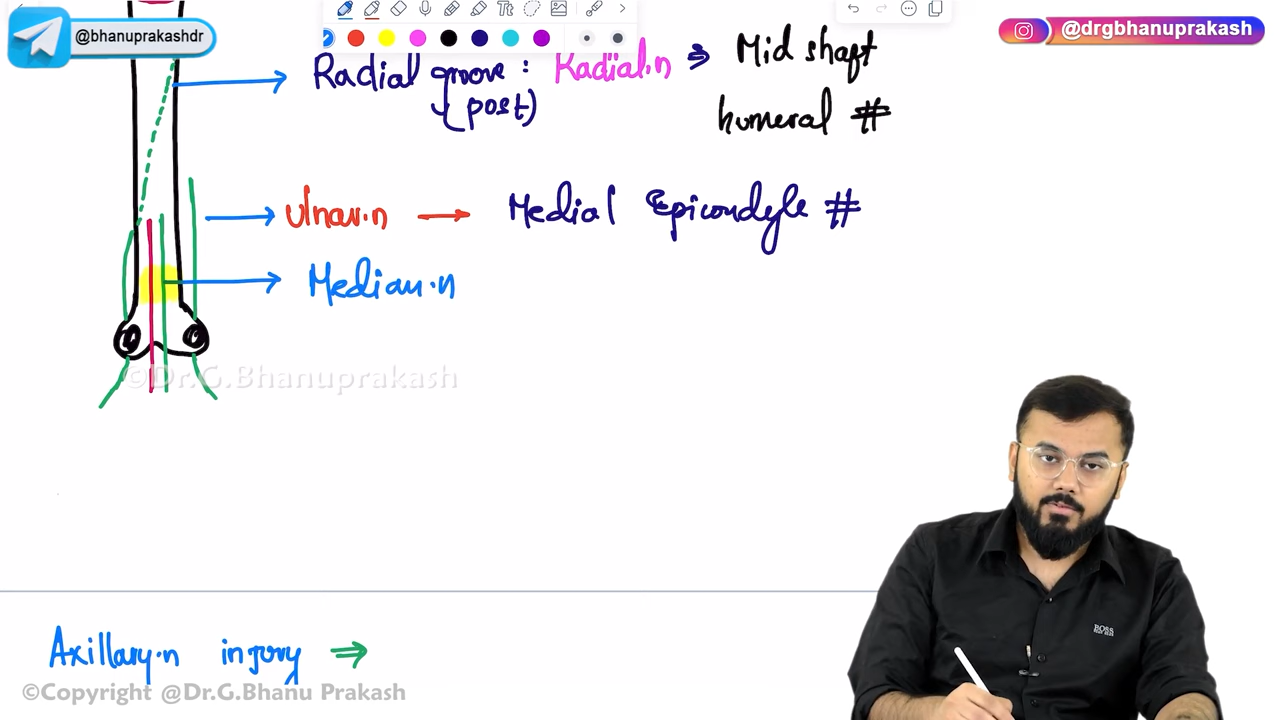 @bhanuprakashdr
@drgbhanuprakash
Tt
Radial groove : Radial.n ⇒ Mid shaft
(post)
humeral #
Ulnar.n → Medial Epicondyle #
Median.n
©Dr.G.Bhanuprakash
BOSS
Axillary.n injury ⇒
©Copyright @Dr.G.Bhanu Prakash